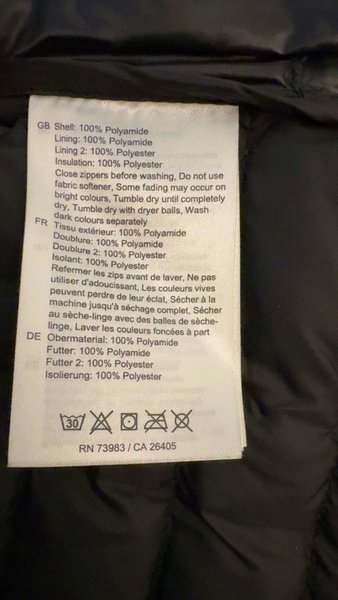 GB Shell: 100% Polyamide
Lining: 100% Polyamide
Lining 2: 100% Polyester
Insulation: 100% Polyester
Close zippers before washing, Do not use
fabric softener, Some fading may occur on
bright colours, Tumble dry until completely
dry, Tumble dry with dryer balls, Wash
dark colours separately
FR Tissu extérieur: 100% Polyamide
Doublure: 100% Polyamide
Doublure 2: 100% Polyester
Isolant: 100% Polyester
Refermer les zips avant de laver, Ne pas
utiliser d'adoucissant, Les couleurs vives
peuvent perdre de leur éclat, Sécher à la
machine jusqu'à séchage complet, Sécher
au sèche-linge avec des balles de sèche-
linge, Laver les couleurs foncées à part
DE Obermaterial: 100% Polyamide
Futter: 100% Polyamide
Futter 2: 100% Polyester
Isolierung: 100% Polyester
30
RN 73983 / CA 26405